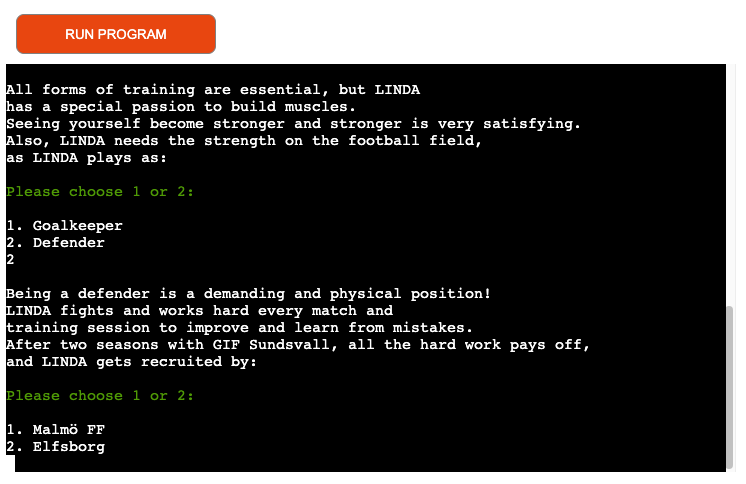 RUN PROGRAM
All forms of training are essential, but LINDA
has a special passion to build muscles.
Seeing yourself become stronger and stronger is very satisfying.
Also, LINDA needs the strength on the football field,
as LINDA plays as:
Please choose 1 or 2:
1. Goalkeeper
2. Defender
2
Being a defender is a demanding and physical position!
LINDA fights and works hard every match and
training session to improve and learn from mistakes.
After two seasons with GIF Sundsvall, all the hard work pays off,
and LINDA gets recruited by:
Please choose 1 or 2:
1. Malmö FF
2. Elfsborg